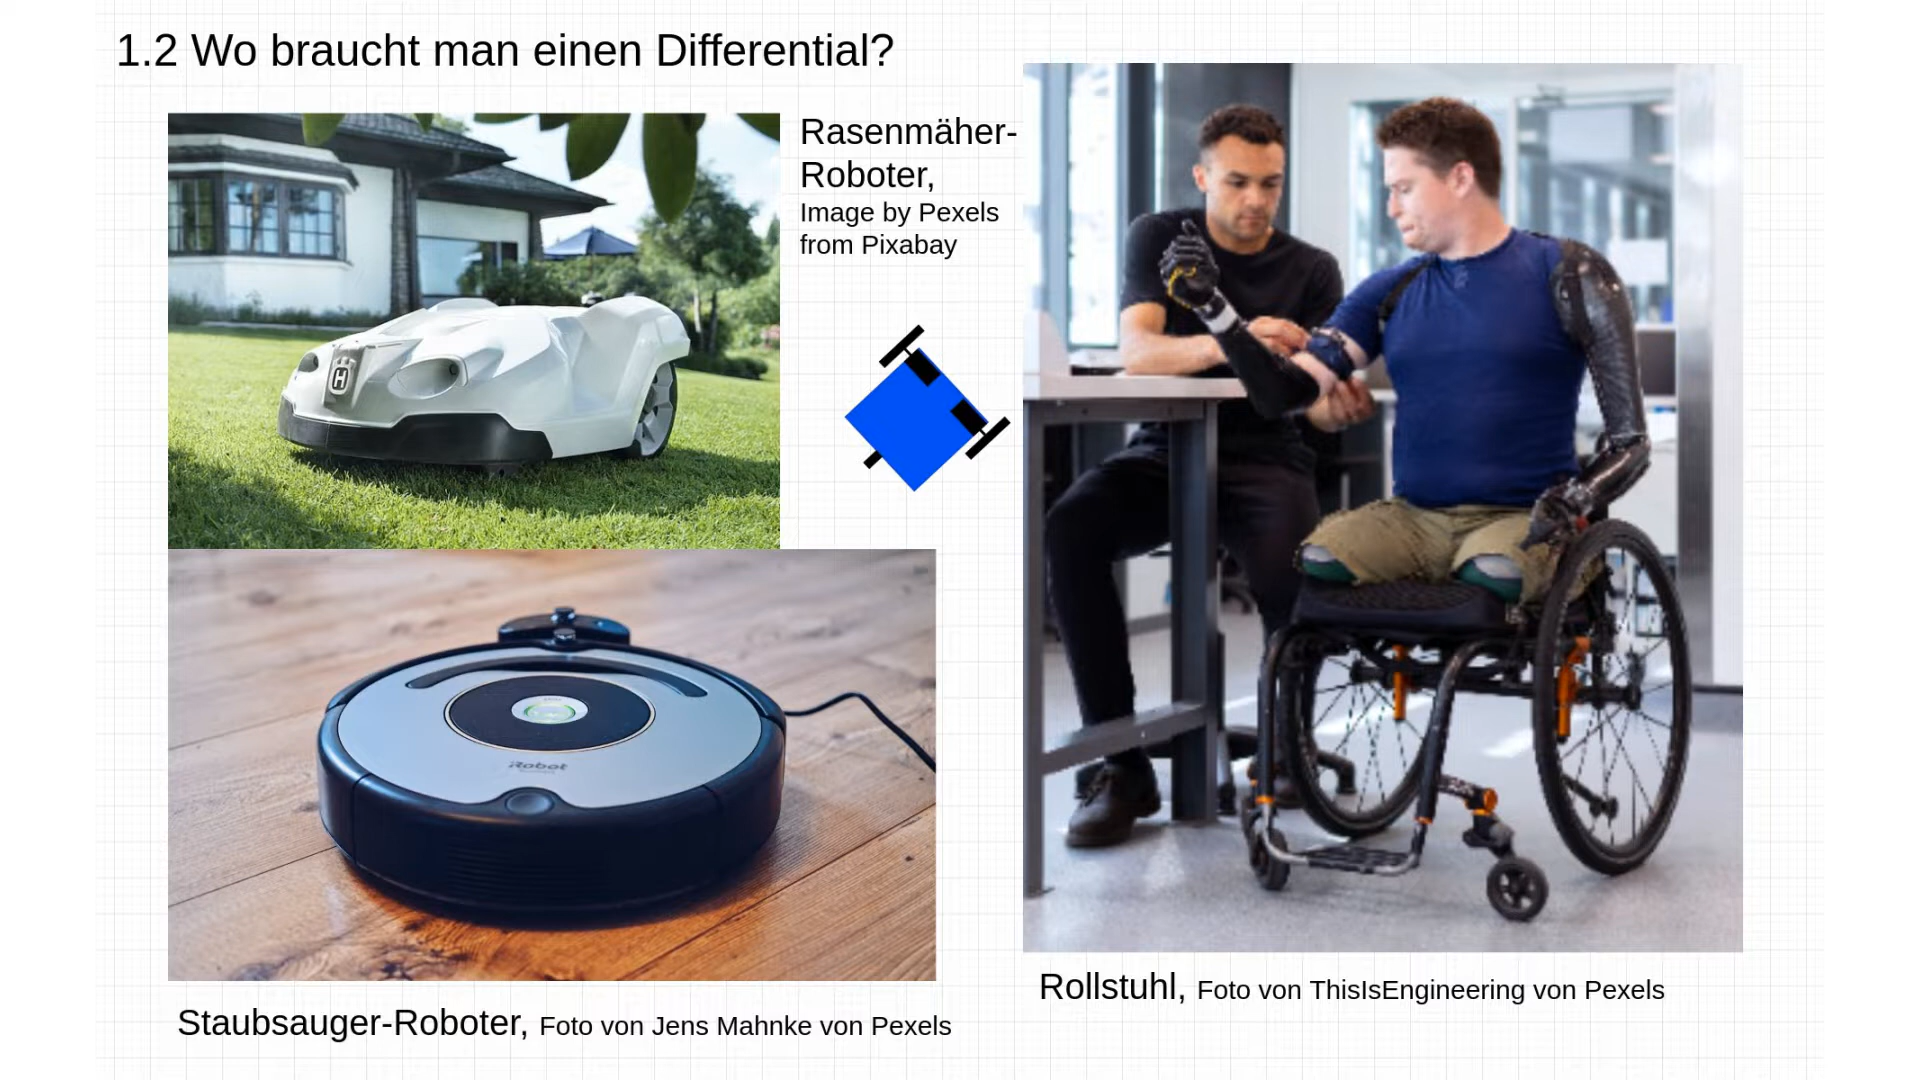 1.2 Wo braucht man einen Differential?
Rasenmäher-
Roboter,
Image by Pexels
from Pixabay
H
iRobot
Staubsauger-Roboter, Foto von Jens Mahnke von Pexels
Rollstuhl, Foto von ThisIsEngineering von Pexels